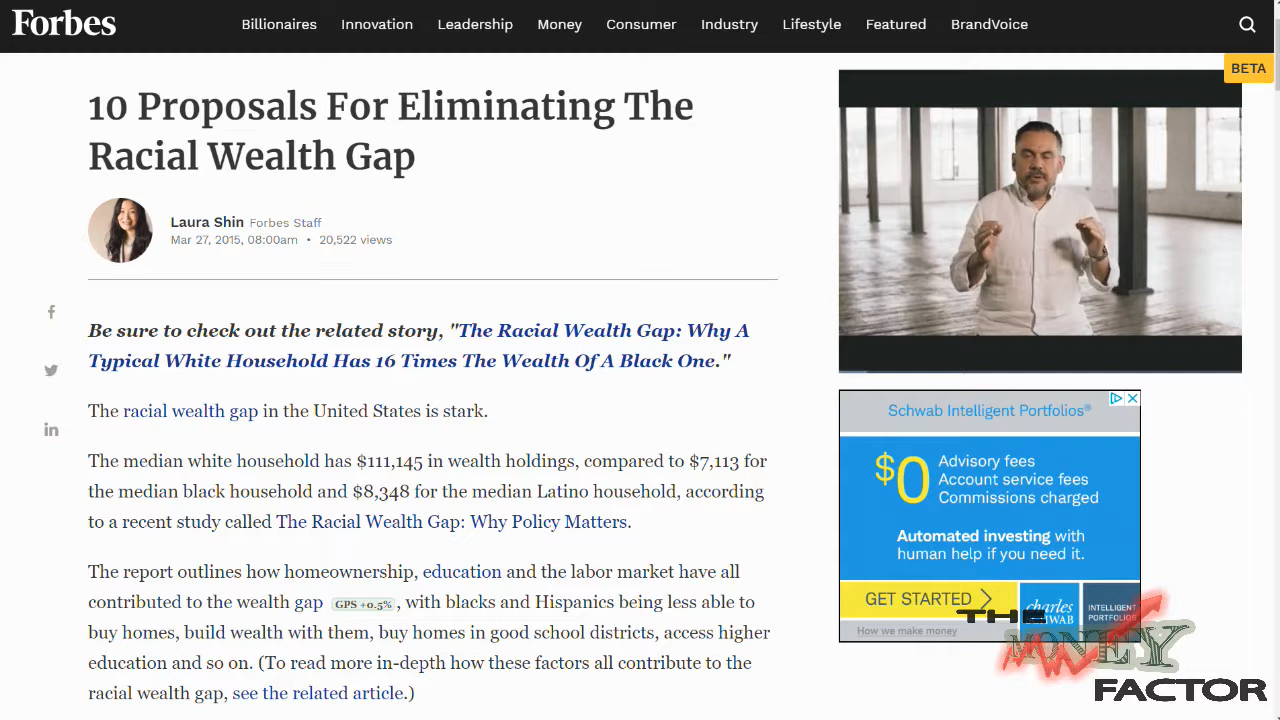 Forbes
Billionaires Innovation Leadership Money Consumer Industry Lifestyle Featured BrandVoice
BETA
10 Proposals For Eliminating The
Racial Wealth Gap
Laura Shin Forbes Staff
Mar 27, 2015, 08:00am • 20,522 views
Be sure to check out the related story, "The Racial Wealth Gap: Why A
Typical White Household Has 16 Times The Wealth Of A Black One."
The racial wealth gap in the United States is stark.
The median white household has $111,145 in wealth holdings, compared to $7,113 for
the median black household and $8,348 for the median Latino household, according
to a recent study called The Racial Wealth Gap: Why Policy Matters.
The report outlines how homeownership, education and the labor market have all
contributed to the wealth gap GPS +0.5%, with blacks and Hispanics being less able to
buy homes, build wealth with them, buy homes in good school districts, access higher
education and so on. (To read more in-depth how these factors all contribute to the
racial wealth gap, see the related article.)
Schwab Intelligent Portfolios®
$0
Advisory fees
Account service fees
Commissions charged
Automated investing with
human help if you need it.
GET STARTED
charles
INTELLIGENT
PORTFOLIOS
How we make money
THE
MONEY
FACTOR